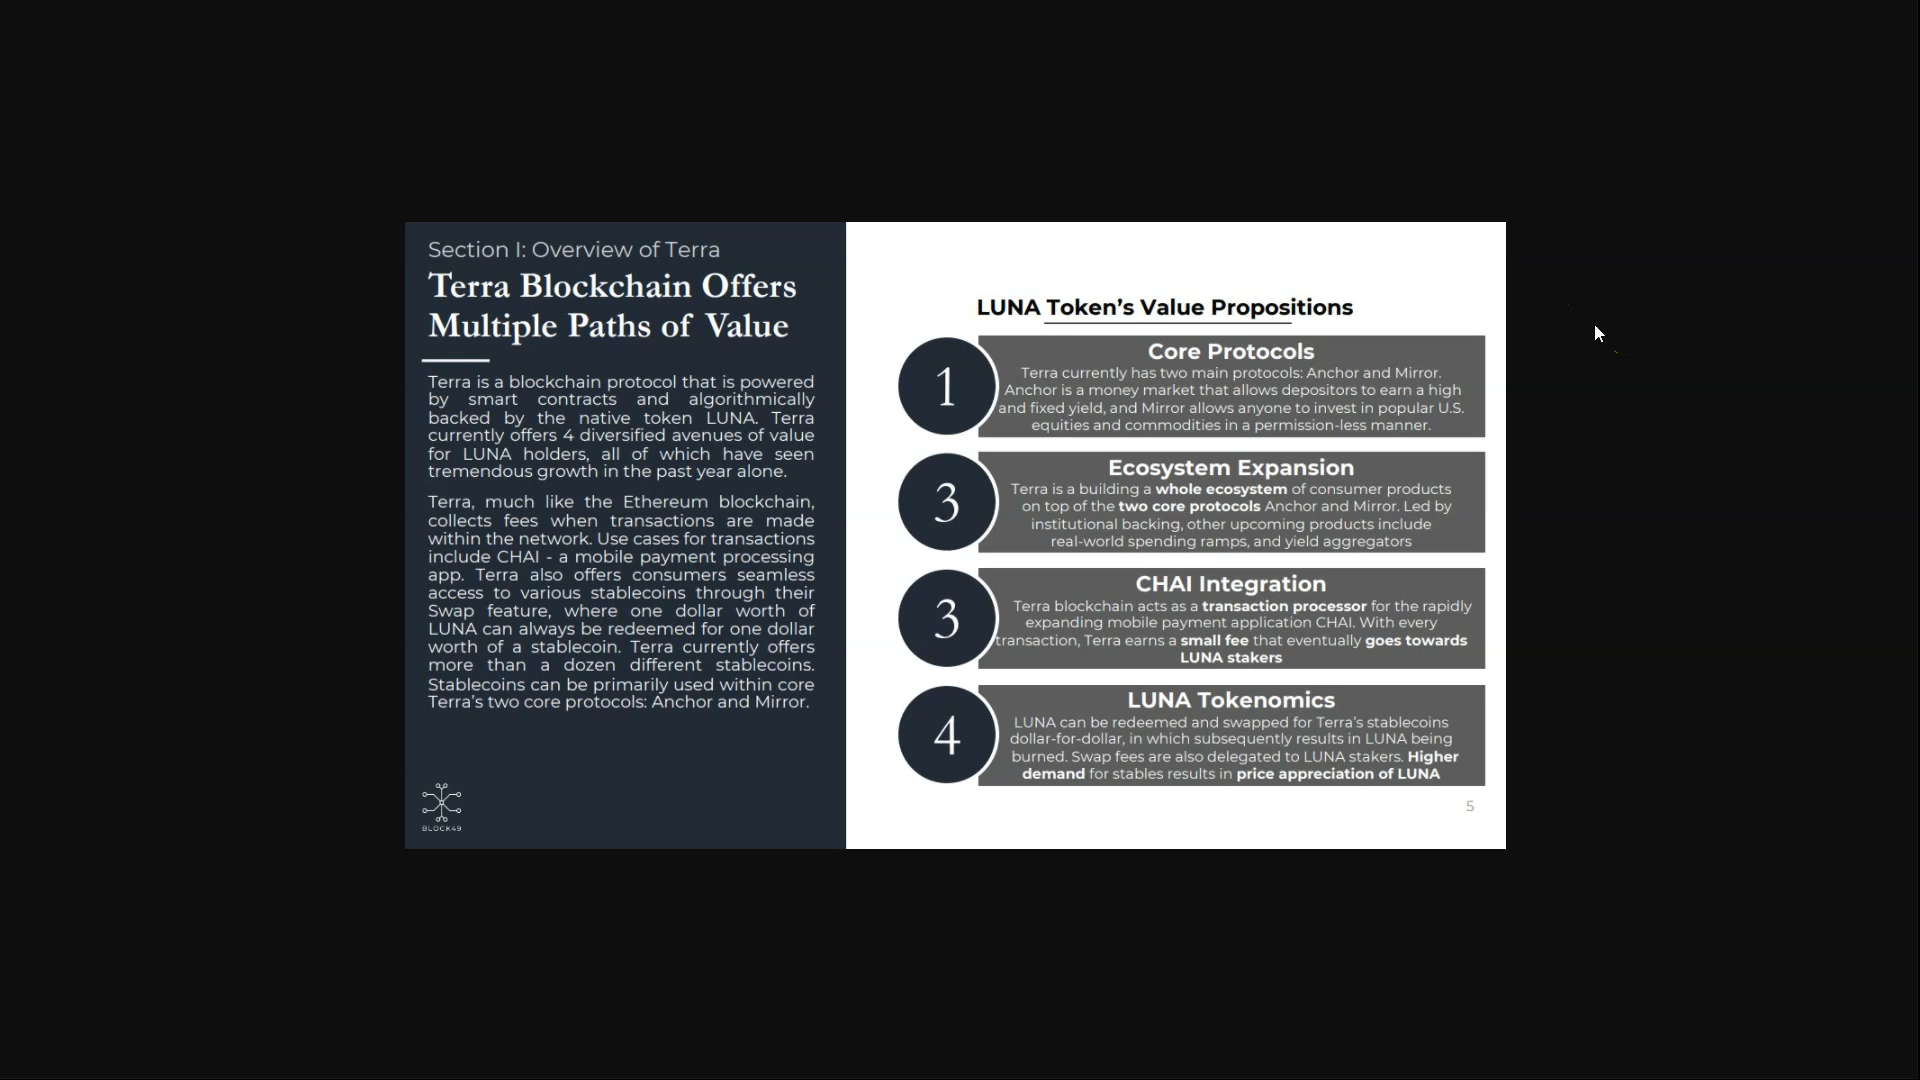 Section I: Overview of Terra
Terra Blockchain Offers
Multiple Paths of Value
Terra is a blockchain protocol that is powered
by smart contracts and algorithmically
backed by the native token LUNA. Terra
currently offers 4 diversified avenues of value
for LUNA holders, all of which have seen
tremendous growth in the past year alone.
Terra, much like the Ethereum blockchain,
collects fees when transactions are made
within the network. Use cases for transactions
include CHAI - a mobile payment processing
app. Terra also offers consumers seamless
access to various stablecoins through their
Swap feature, where one dollar worth of
LUNA can always be redeemed for one dollar
worth of a stablecoin. Terra currently offers
more than a dozen different stablecoins.
Stablecoins can be primarily used within core
Terra's two core protocols: Anchor and Mirror.
BLOCK49
LUNA Token's Value Propositions
1
Core Protocols
Terra currently has two main protocols: Anchor and Mirror.
Anchor is a money market that allows depositors to earn a high
and fixed yield, and Mirror allows anyone to invest in popular U.S.
equities and commodities in a permission-less manner.
3
Ecosystem Expansion
Terra is a building a whole ecosystem of consumer products
on top of the two core protocols Anchor and Mirror. Led by
institutional backing, other upcoming products include
real-world spending ramps, and yield aggregators
3
CHAI Integration
Terra blockchain acts as a transaction processor for the rapidly
expanding mobile payment application CHAI. With every
transaction, Terra earns a small fee that eventually goes towards
LUNA stakers
4
LUNA Tokenomics
LUNA can be redeemed and swapped for Terra's stablecoins
dollar-for-dollar, in which subsequently results in LUNA being
burned. Swap fees are also delegated to LUNA stakers. Higher
demand for stables results in price appreciation of LUNA
5